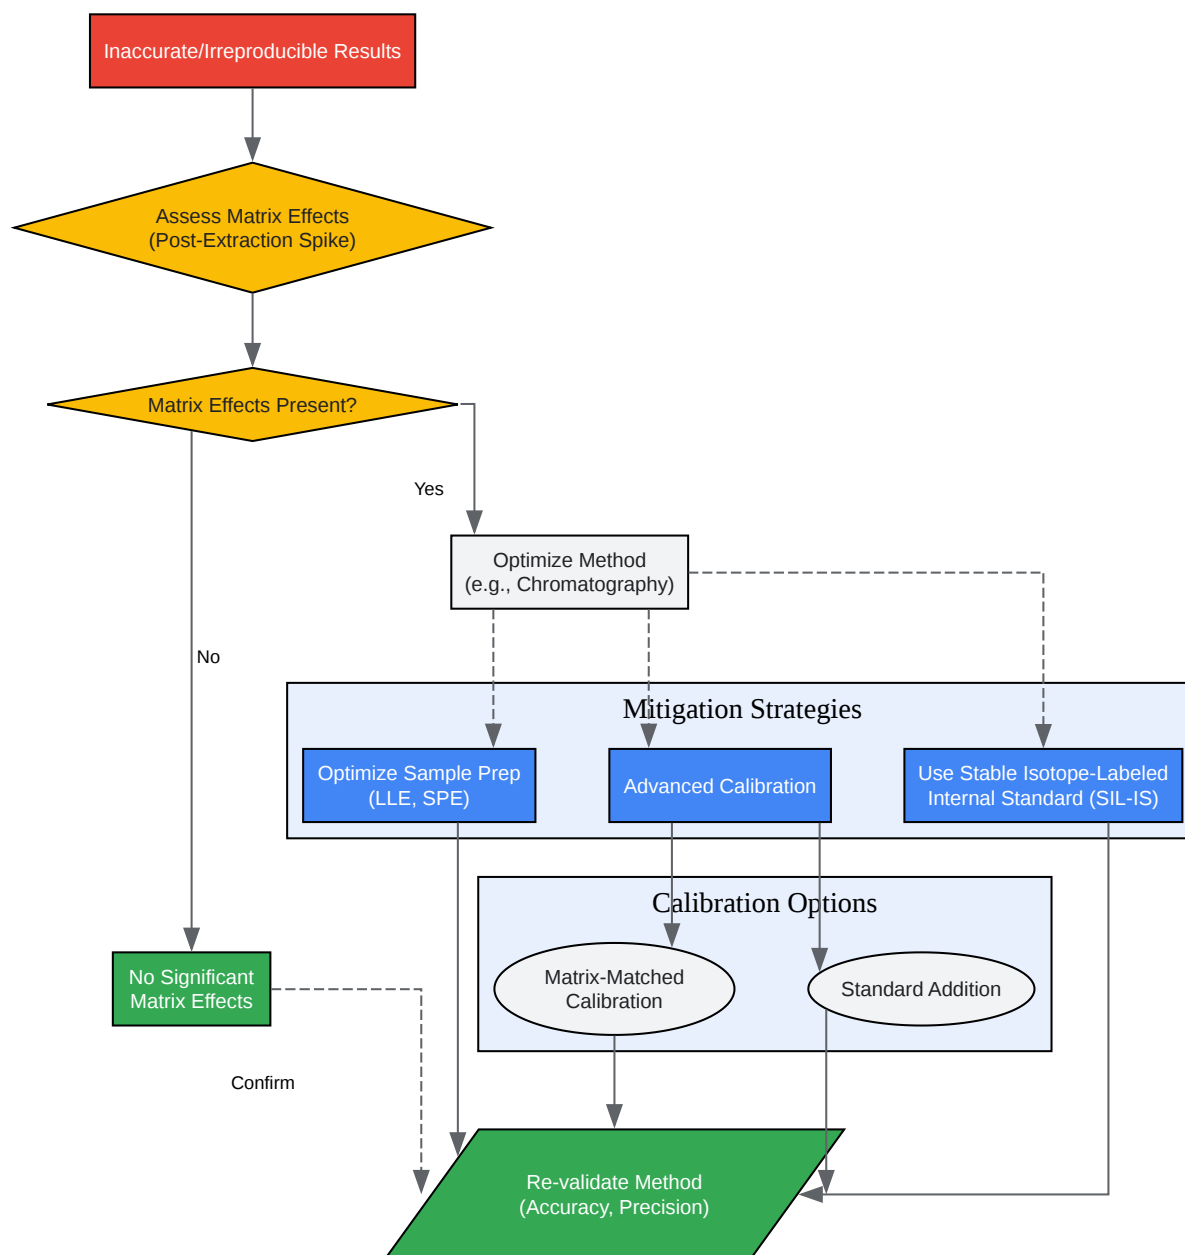 Inaccurate/Irreproducible Results
Assess Matrix Effects
(Post-Extraction Spike)
Matrix Effects Present?
Yes
Optimize Method
(e.g., Chromatography)
No
Mitigation Strategies
Optimize Sample Prep
(LLE, SPE)
Advanced Calibration
Use Stable Isotope-Labeled
Internal Standard (SIL-IS)
Calibration Options
Matrix-Matched
Calibration
Standard Addition
No Significant
Matrix Effects
Confirm
Re-validate Method
(Accuracy, Precision)